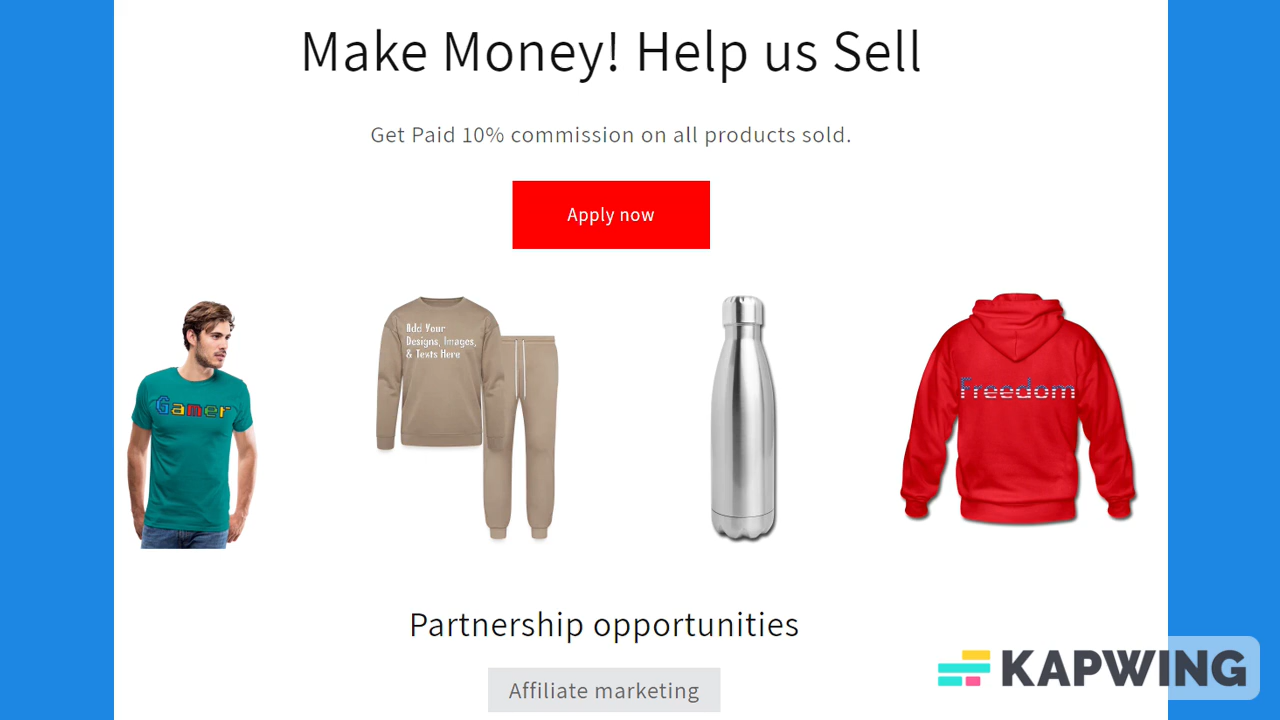 Make Money! Help us Sell
Get Paid 10% commission on all products sold.
Apply now
Gamer
Add Your
Designs, Images,
& Texts Here
Freedom
Partnership opportunities
Affiliate marketing
KAPWING